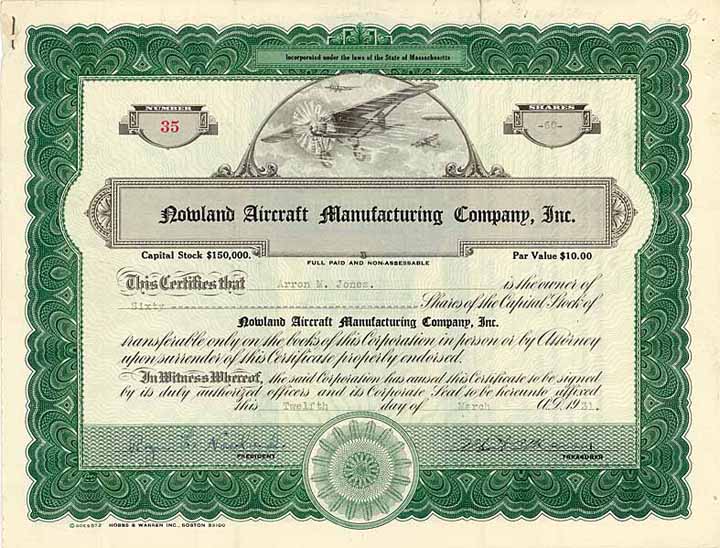 Incorporated under the laws of the State of Massachusetts
NUMBER
35
SHARES
-60-
Nowland Aircraft Manufacturing Company, Inc.
Capital Stock $150,000.
Par Value $10.00
FULL PAID AND NON-ASSESSABLE
This Certifies that Arron M. Jones. is the owner of
Sixty Shares of the Capital Stock of
Nowland Aircraft Manufacturing Company, Inc.
transferable only on the books of this Corporation in person or by Attorney
upon surrender of this Certificate properly endorsed.
In Witness Whereof, the said Corporation has caused this Certificate to be signed
by its duly authorized officers and its Corporate Seal to be hereunto affixed
this Twelfth day of March A.D. 1931.
PRESIDENT
TREASURER
HOBBS & WARREN INC., BOSTON